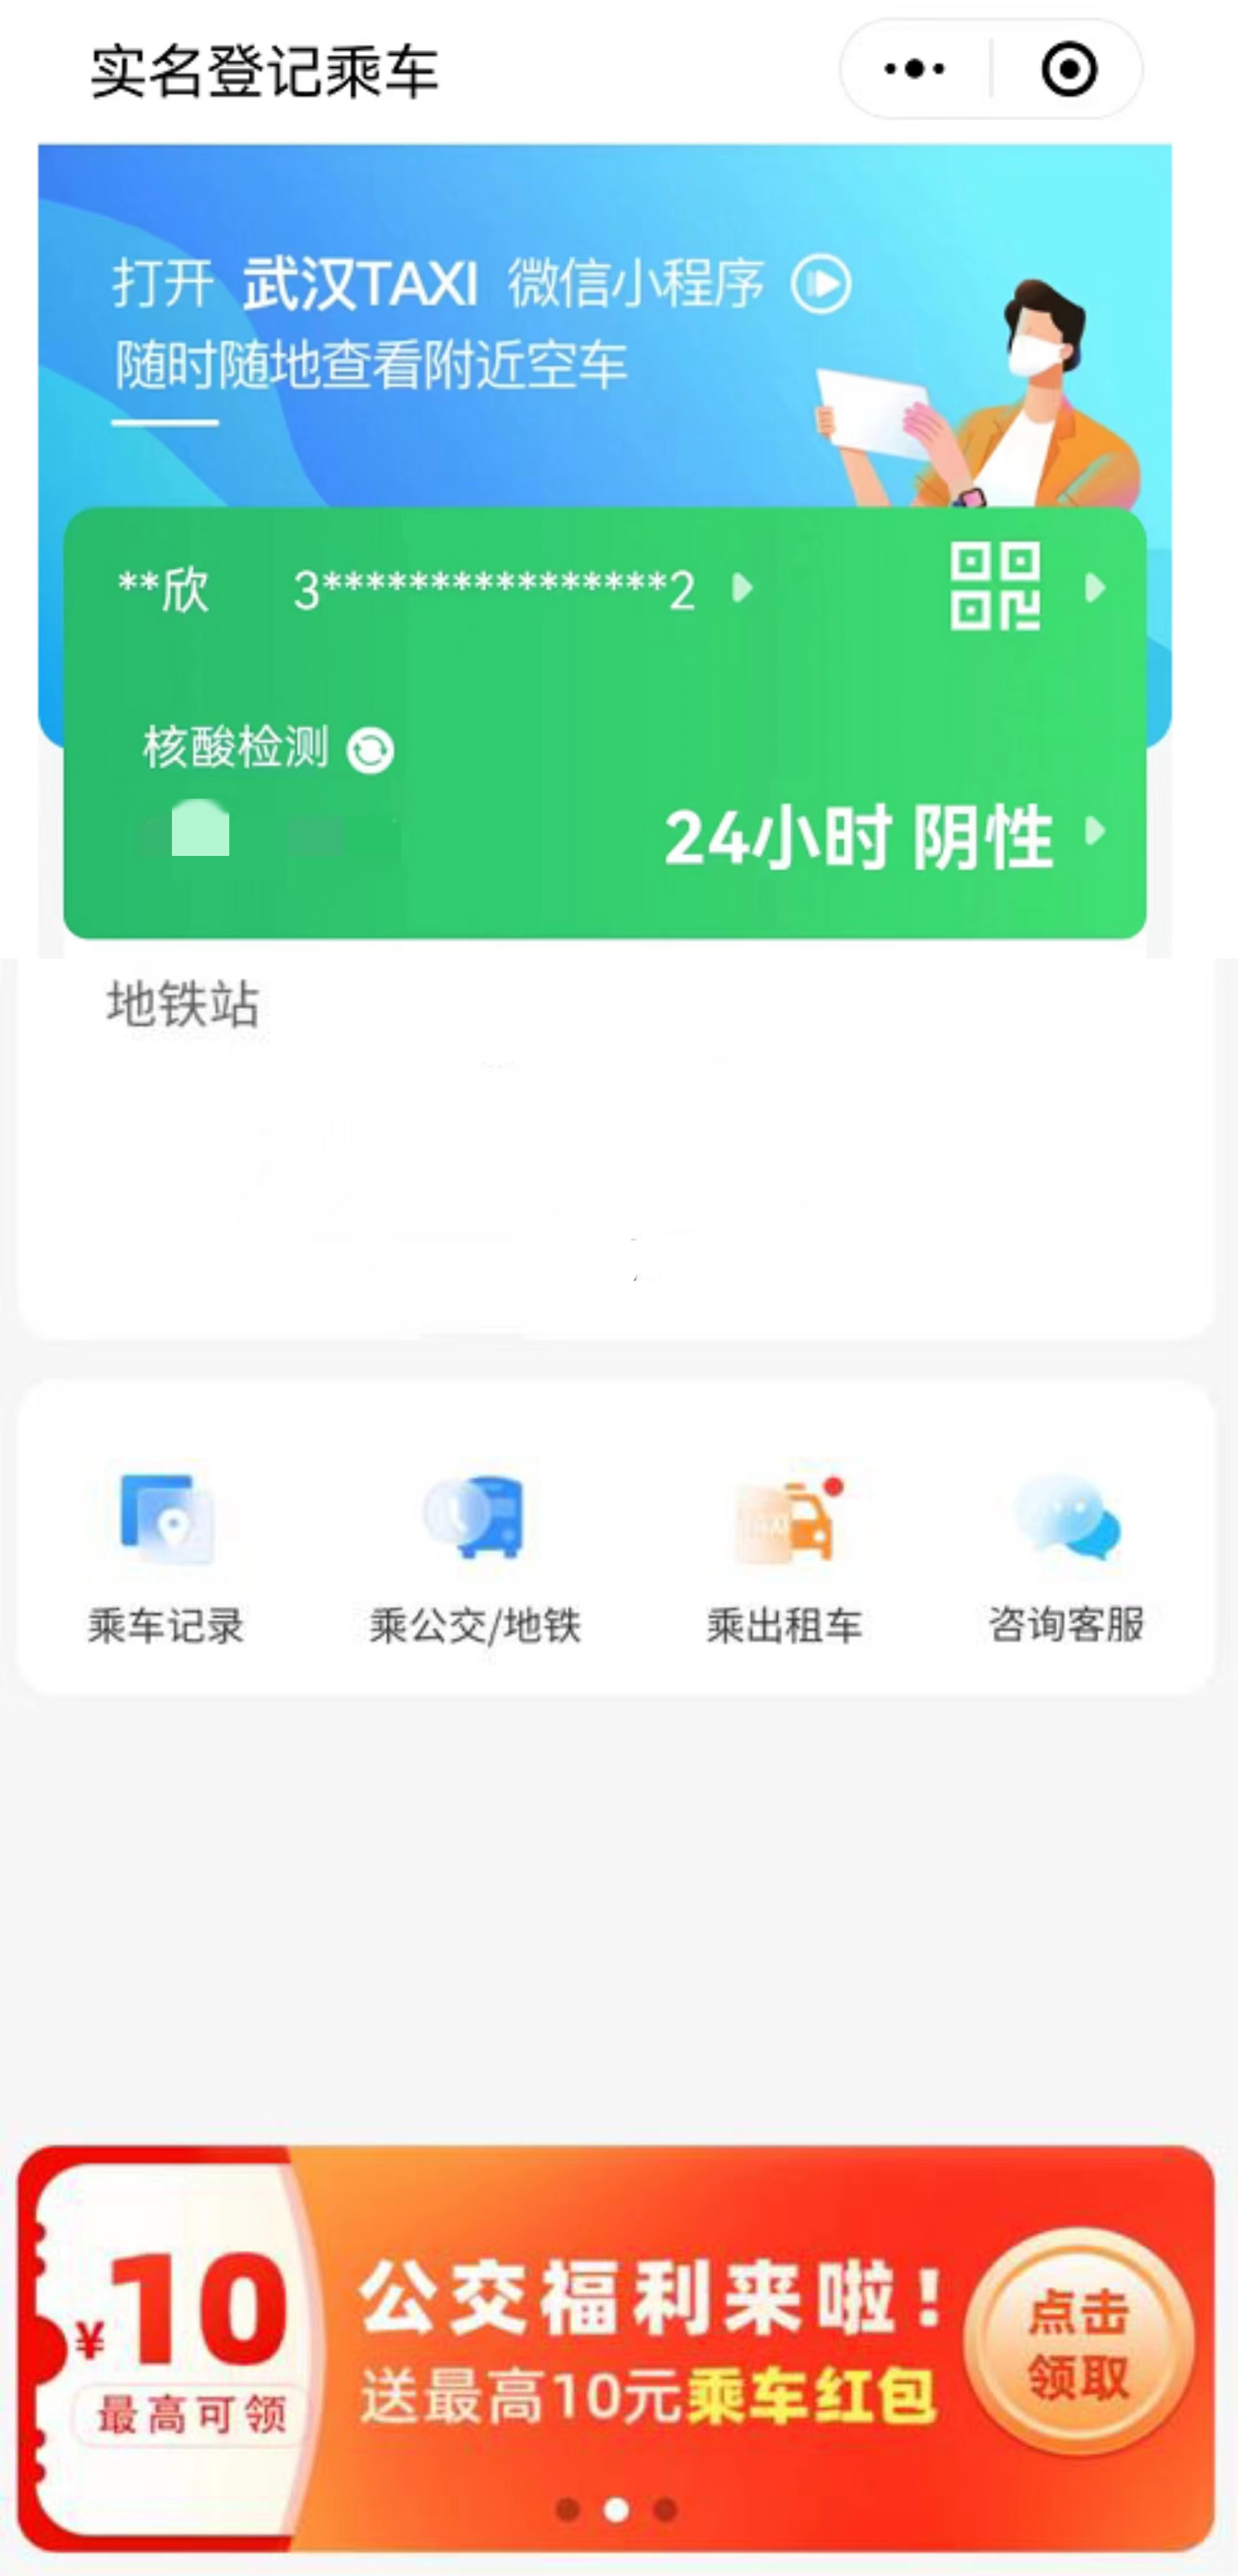 实名登记乘车
打开 武汉TAXI 微信小程序
随时随地查看附近空车
**欣 3****************2
核酸检测
24小时 阴性
地铁站
乘车记录 乘公交/地铁 乘出租车 咨询客服
¥10
最高可领
公交福利来啦！
送最高10元乘车红包
点击
领取